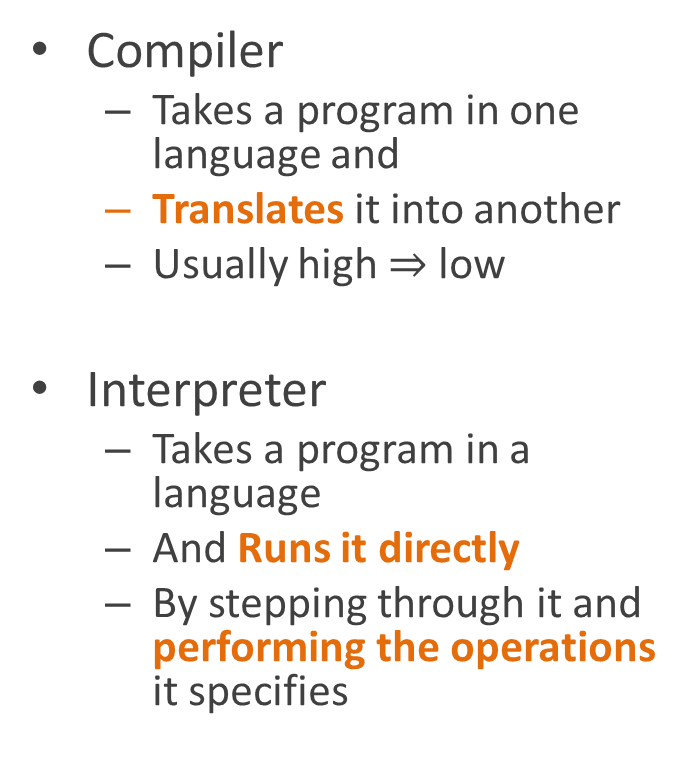 • Compiler
– Takes a program in one
language and
– Translates it into another
– Usually high ⇒ low
• Interpreter
– Takes a program in a
language
– And Runs it directly
– By stepping through it and
performing the operations
it specifies